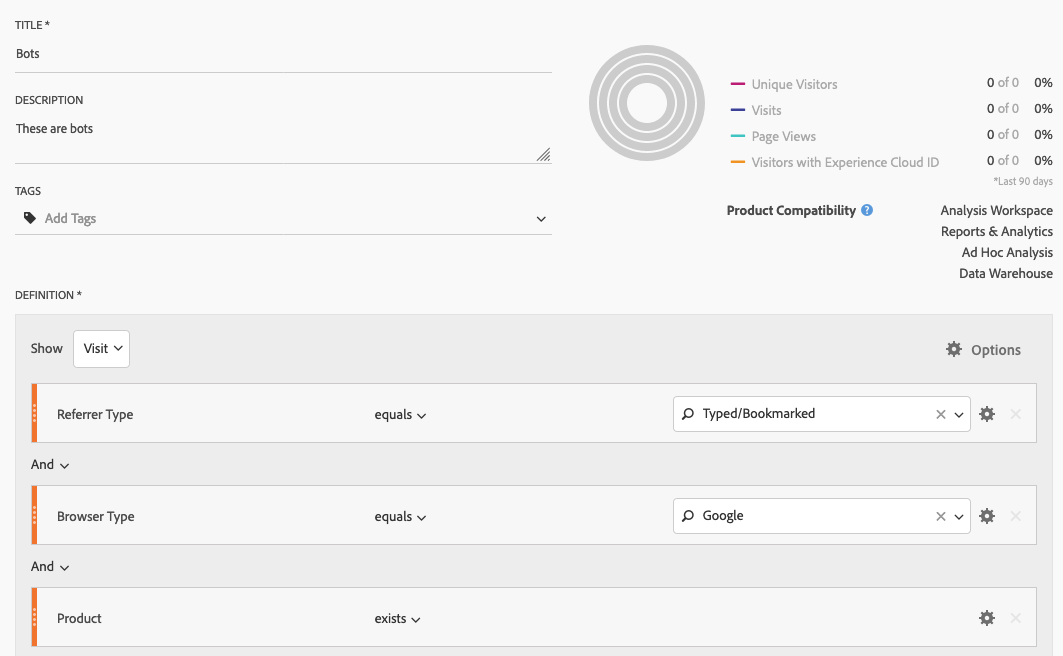 TITLE *
Bots
DESCRIPTION
These are bots
TAGS
Add Tags
Unique Visitors 0 of 0 0%
Visits 0 of 0 0%
Page Views 0 of 0 0%
Visitors with Experience Cloud ID 0 of 0 0%
*Last 90 days
Product Compatibility ? Analysis Workspace
Reports & Analytics
Ad Hoc Analysis
Data Warehouse
DEFINITION *
Show Visit Options
Referrer Type equals Typed/Bookmarked
And
Browser Type equals Google
And
Product exists